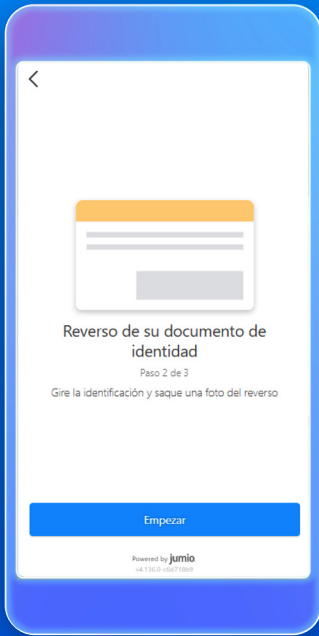 Reverso de su documento de
identidad
Paso 2 de 3
Gire la identificación y saque una foto del reverso
Empezar
Powered by jumio